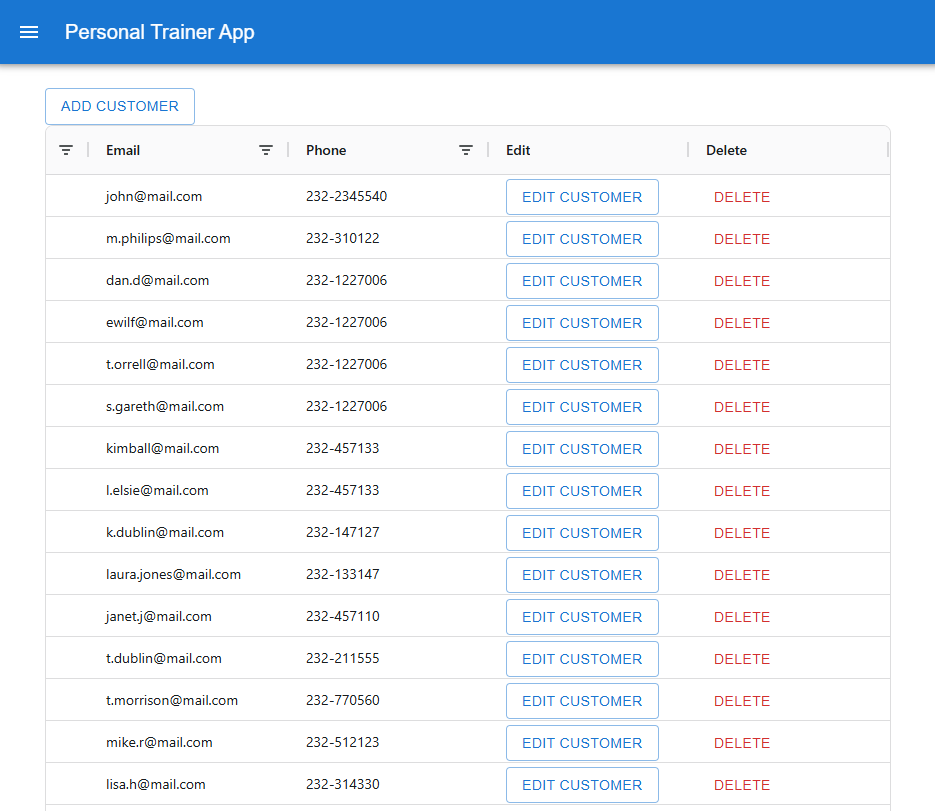 Personal Trainer App
ADD CUSTOMER
Email Phone Edit Delete
john@mail.com 232-2345540 EDIT CUSTOMER DELETE
m.philips@mail.com 232-310122 EDIT CUSTOMER DELETE
dan.d@mail.com 232-1227006 EDIT CUSTOMER DELETE
ewilf@mail.com 232-1227006 EDIT CUSTOMER DELETE
t.orrell@mail.com 232-1227006 EDIT CUSTOMER DELETE
s.gareth@mail.com 232-1227006 EDIT CUSTOMER DELETE
kimball@mail.com 232-457133 EDIT CUSTOMER DELETE
l.elsie@mail.com 232-457133 EDIT CUSTOMER DELETE
k.dublin@mail.com 232-147127 EDIT CUSTOMER DELETE
laura.jones@mail.com 232-133147 EDIT CUSTOMER DELETE
janet.j@mail.com 232-457110 EDIT CUSTOMER DELETE
t.dublin@mail.com 232-211555 EDIT CUSTOMER DELETE
t.morrison@mail.com 232-770560 EDIT CUSTOMER DELETE
mike.r@mail.com 232-512123 EDIT CUSTOMER DELETE
lisa.h@mail.com 232-314330 EDIT CUSTOMER DELETE